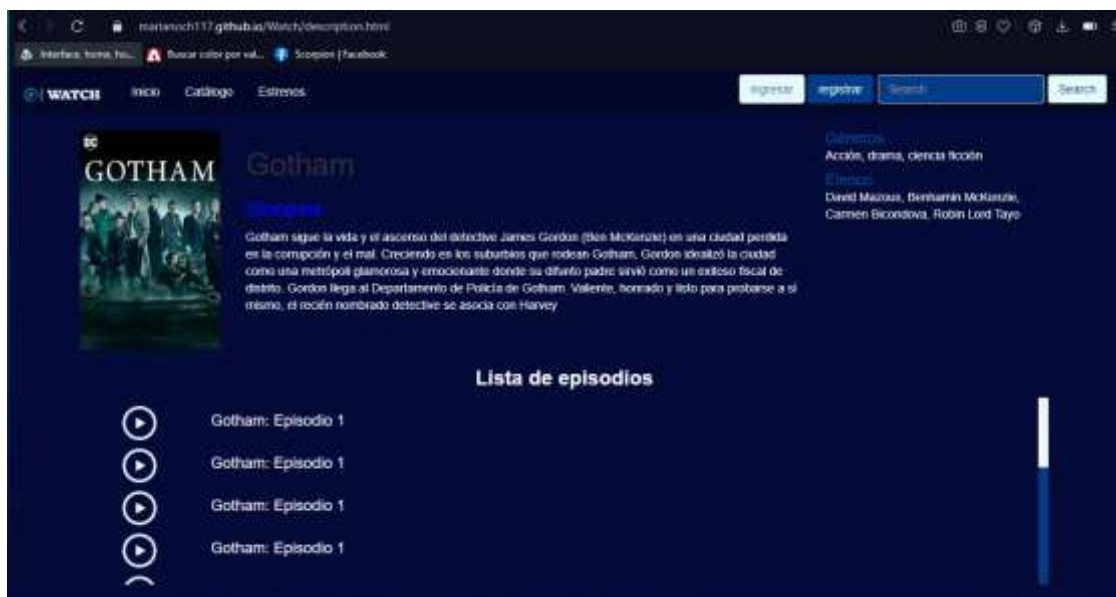 marianoch117.github.io/Watch/description.html
Interface, home, ho...
Buscar color por val...
Scorpion | Facebook
WATCH
Inicio
Catálogo
Estrenos
ingresar
registrar
Search
Search
DC
GOTHAM
Gotham
Sinopsis
Gotham sigue la vida y el ascenso del detective James Gordon (Ben McKenzie) en una ciudad perdida
en la corrupción y el mal. Creciendo en los suburbios que rodean Gotham, Gordon idealizó la ciudad
como una metrópoli glamorosa y emocionante donde su difunto padre sirvió como un exitoso fiscal de
distrito. Gordon llega al Departamento de Policía de Gotham. Valiente, honrado y listo para probarse a sí
mismo, el recién nombrado detective se asocia con Harvey
Géneros
Acción, drama, ciencia ficción
Elenco
David Mazous, Benhamin McKenzie,
Carmen Bicondova, Robin Lord Tayo
Lista de episodios
Gotham: Episodio 1
Gotham: Episodio 1
Gotham: Episodio 1
Gotham: Episodio 1